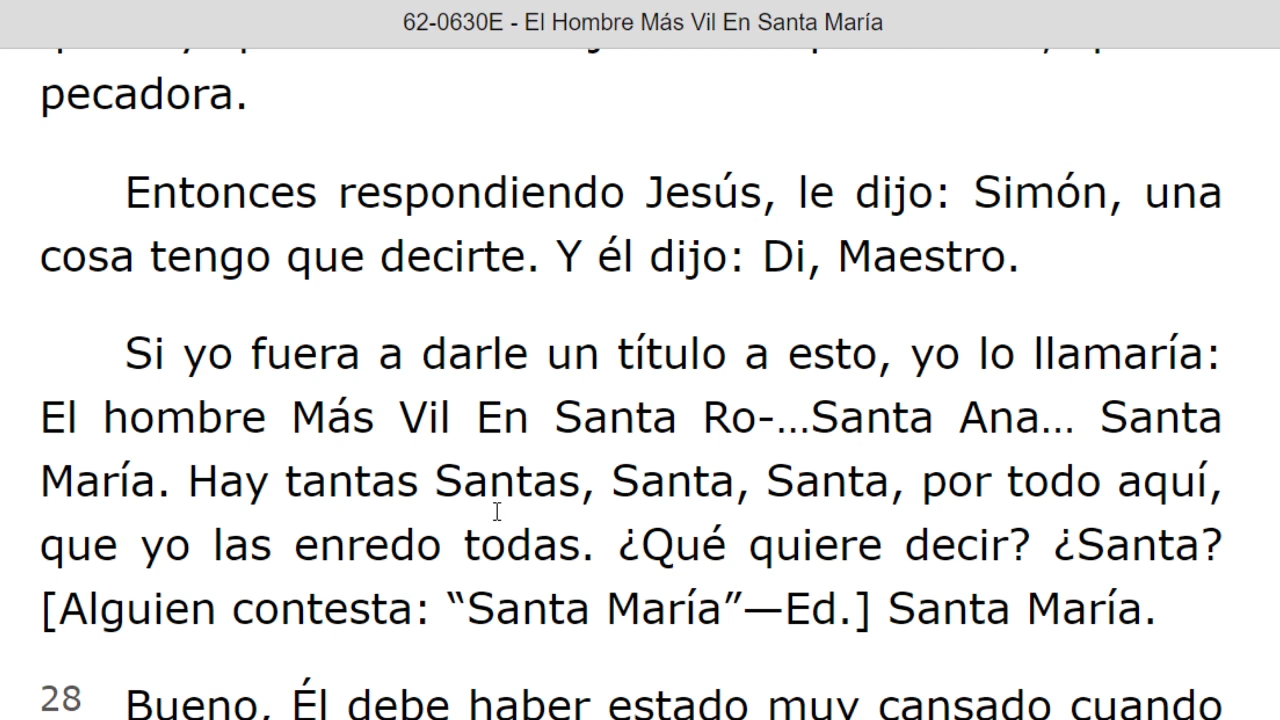 62-0630E - El Hombre Más Vil En Santa María
pecadora.
Entonces respondiendo Jesús, le dijo: Simón, una
cosa tengo que decirte. Y él dijo: Di, Maestro.
Si yo fuera a darle un título a esto, yo lo llamaría:
El hombre Más Vil En Santa Ro-...Santa Ana... Santa
María. Hay tantas Santas, Santa, Santa, por todo aquí,
que yo las enredo todas. ¿Qué quiere decir? ¿Santa?
[Alguien contesta: “Santa María”—Ed.] Santa María.
28 Bueno, Él debe haber estado muy cansado cuando